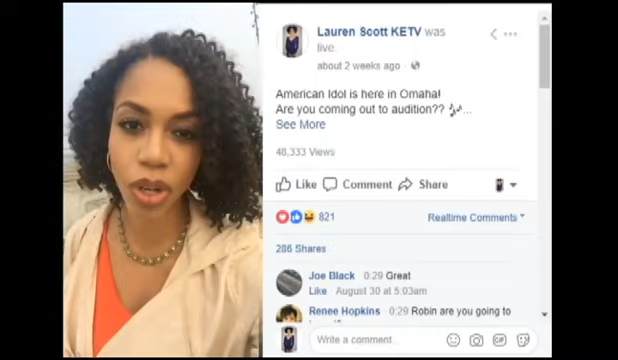 Lauren Scott KETV was
live.
about 2 weeks ago
American Idol is here in Omaha!
Are you coming out to audition?? 🎶...
See More
48,333 Views
Like Comment Share
821 Realtime Comments
286 Shares
Joe Black 0:29 Great
Like August 30 at 5:03am
Renee Hopkins 0:29 Robin are you going to
Write a comment...
GIF